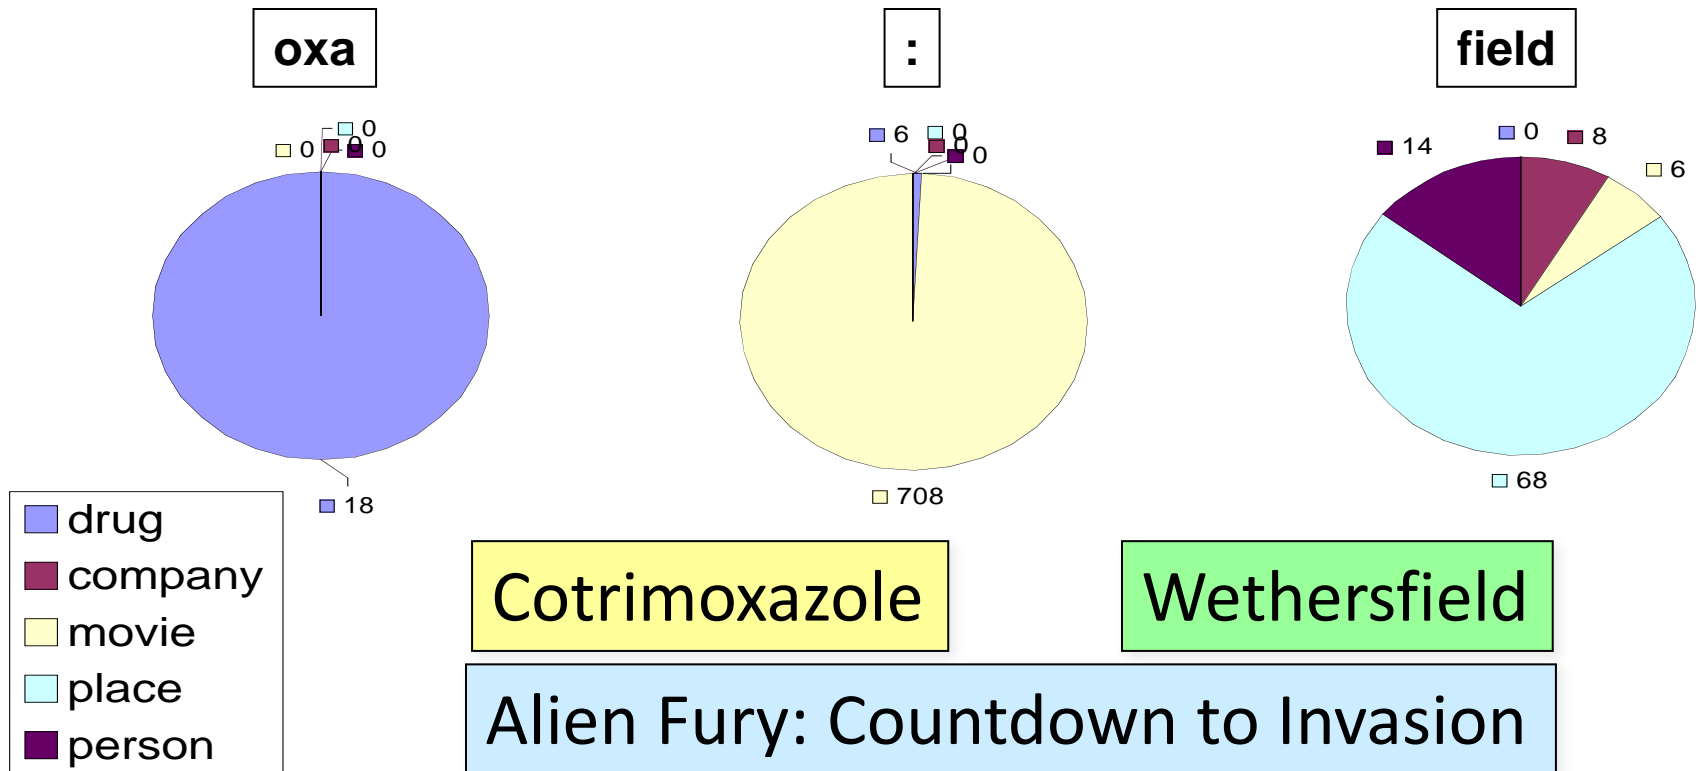 oxa
:
field
0
0 0 0
6 0
0
0
0 8
14
6
18
708
68
drug
company
movie
place
person
Cotrimoxazole
Wethersfield
Alien Fury: Countdown to Invasion